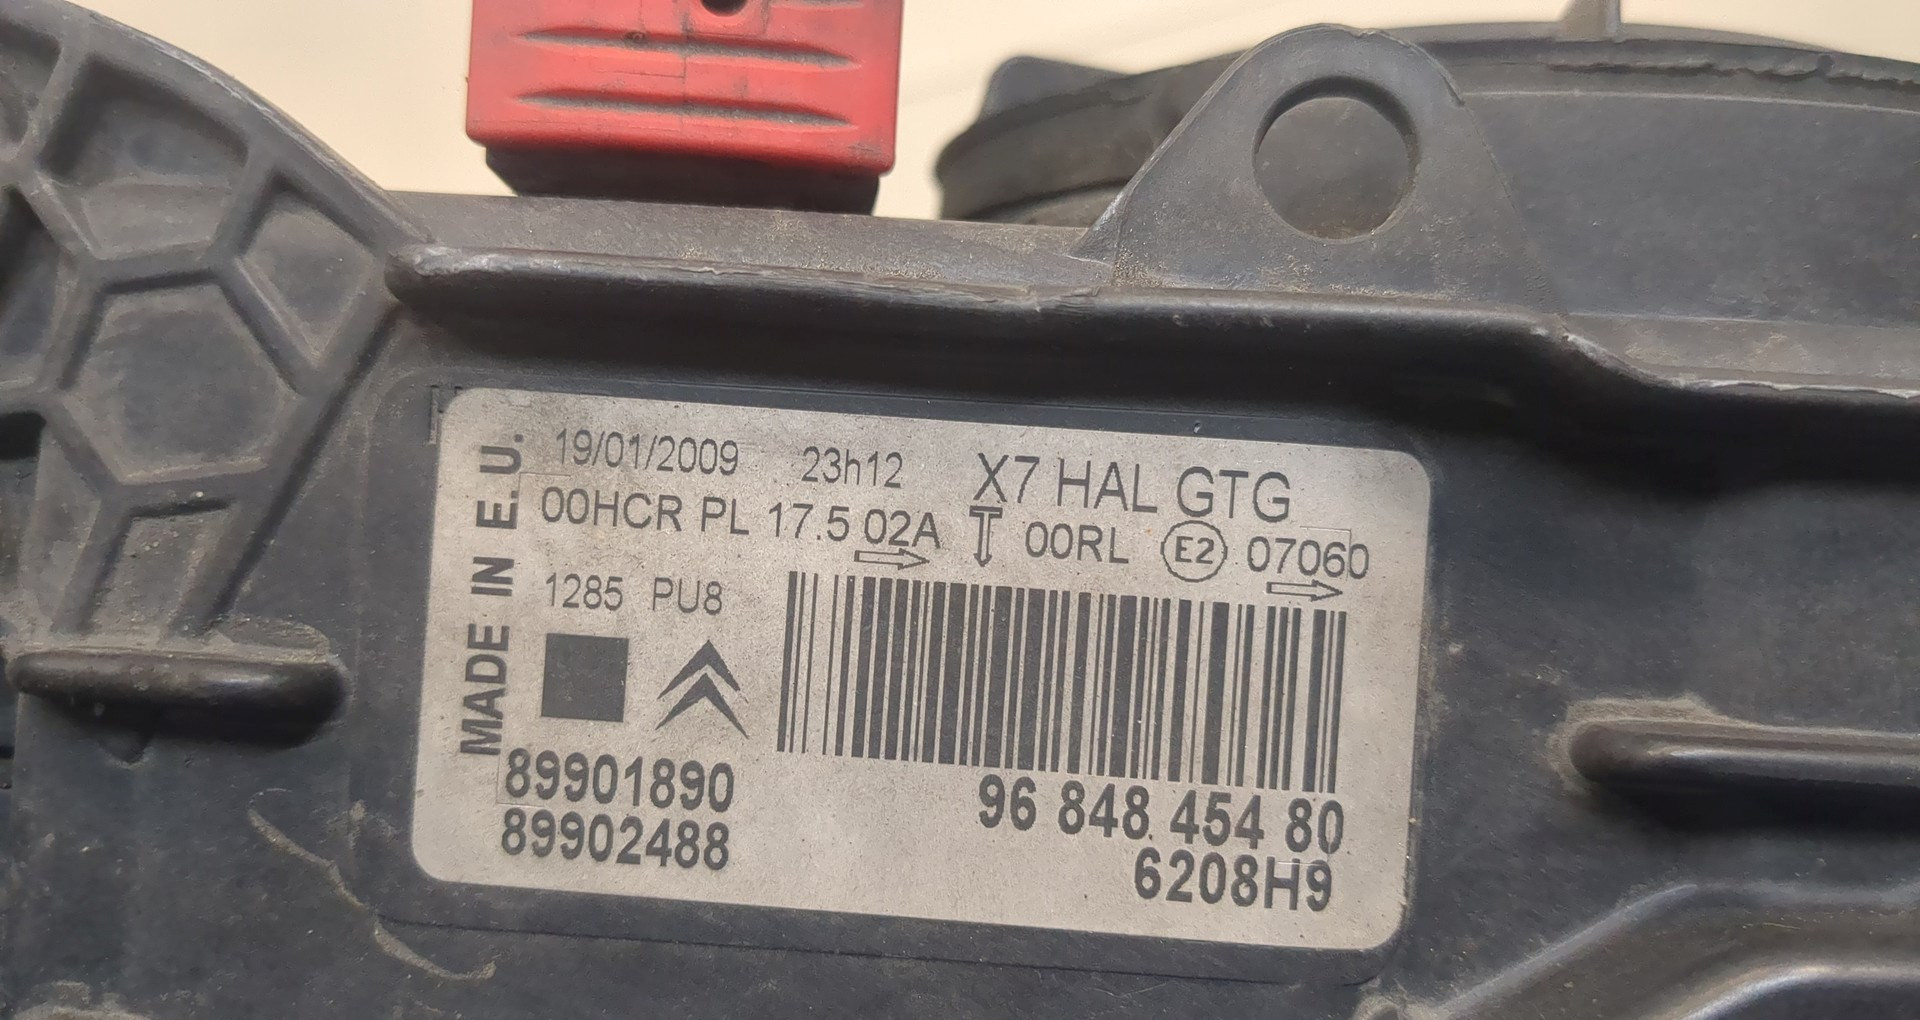 MADE IN E.U.
19/01/2009 23h12 X7 HAL GTG
00HCR PL 17.5 02A 00RL E2 07060
1285 PU8
89901890
89902488
96 848 454 80
6208H9